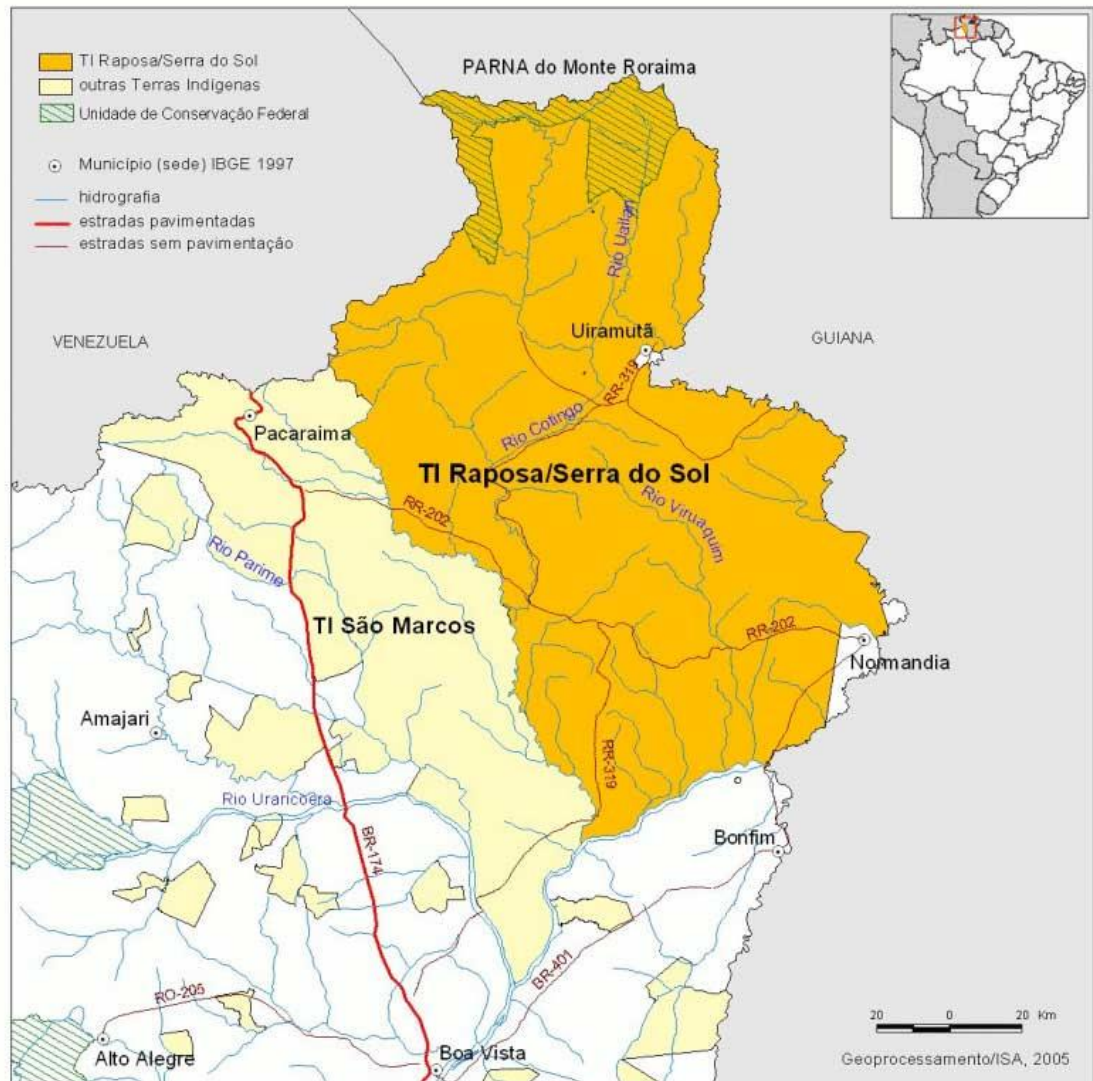 TI Raposa/Serra do Sol
outras Terras Indígenas
Unidade de Conservação Federal
Município (sede) IBGE 1997
hidrografia
estradas pavimentadas
estradas sem pavimentação
PARNA do Monte Roraima
Rio Uailan
VENEZUELA
Uiramutã
GUIANA
RR-319
Rio Cotingo
Pacaraima
TI Raposa/Serra do Sol
RR-202
Rio Viruaquim
Rio Parime
TI São Marcos
RR-202
Normandia
Amajari
RR-319
Rio Uraricoera
Bonfim
BR-174
BR-401
RO-205
Alto Alegre
Boa Vista
20 0 20 Km
Geoprocessamento/ISA, 2005